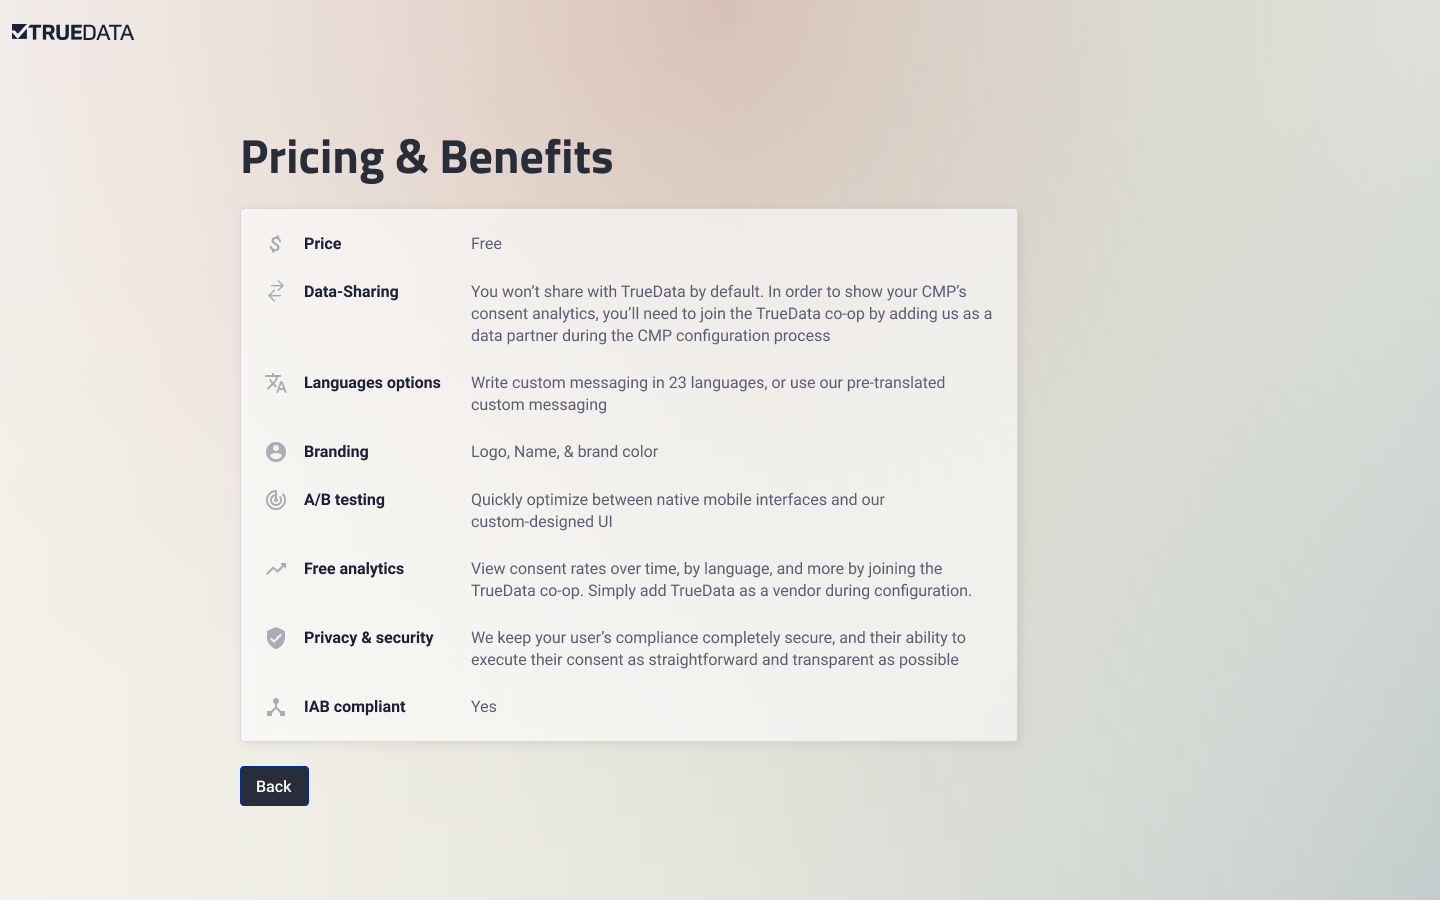 TRUEDATA
Pricing & Benefits
Price
Free
Data-Sharing
You won’t share with TrueData by default. In order to show your CMP’s
consent analytics, you’ll need to join the TrueData co-op by adding us as a
data partner during the CMP configuration process
Languages options
Write custom messaging in 23 languages, or use our pre-translated
custom messaging
Branding
Logo, Name, & brand color
A/B testing
Quickly optimize between native mobile interfaces and our
custom-designed UI
Free analytics
View consent rates over time, by language, and more by joining the
TrueData co-op. Simply add TrueData as a vendor during configuration.
Privacy & security
We keep your user’s compliance completely secure, and their ability to
execute their consent as straightforward and transparent as possible
IAB compliant
Yes
Back